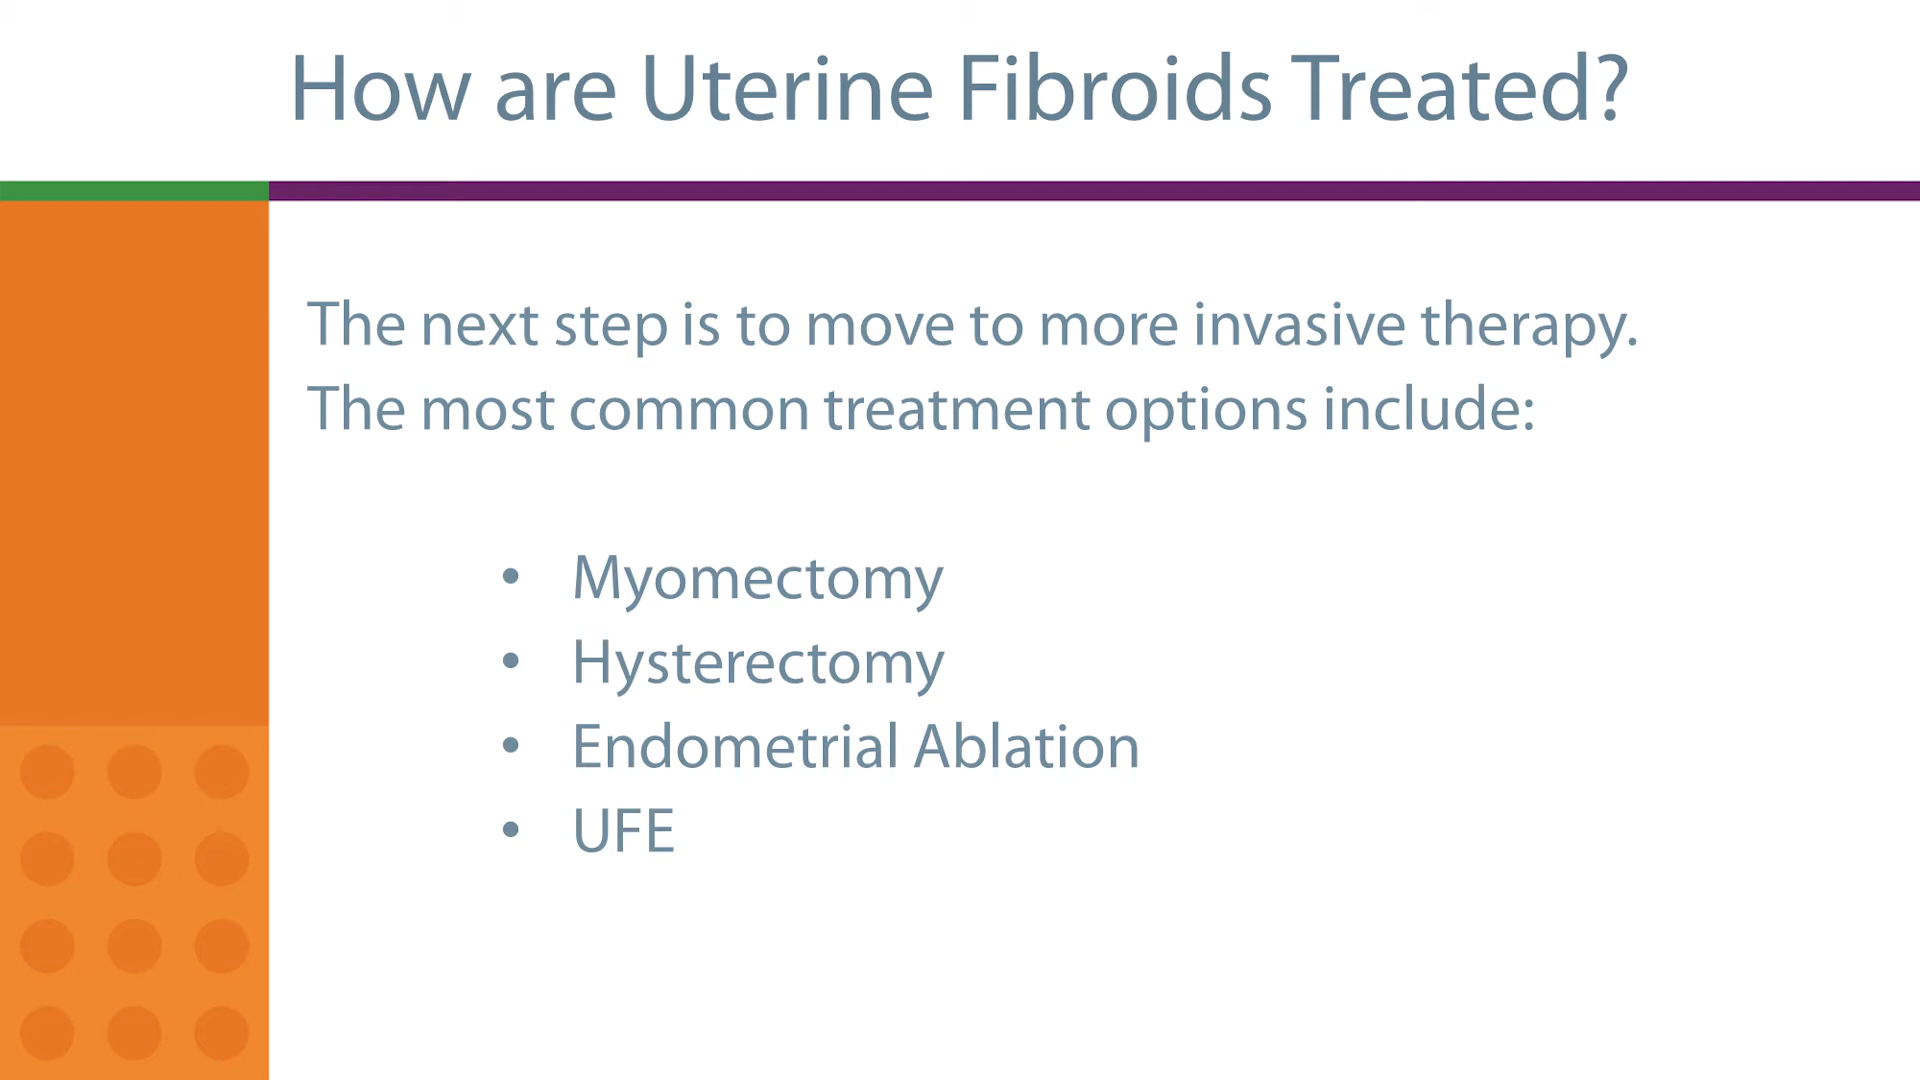 How are Uterine Fibroids Treated?
The next step is to move to more invasive therapy.
The most common treatment options include:
• Myomectomy
• Hysterectomy
• Endometrial Ablation
• UFE